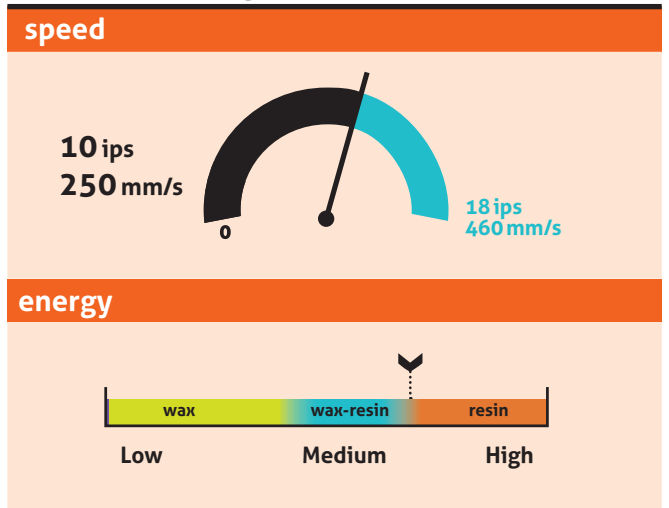 speed
10 ips
250 mm/s
0
18 ips
460 mm/s
energy
wax wax-resin resin
Low Medium High